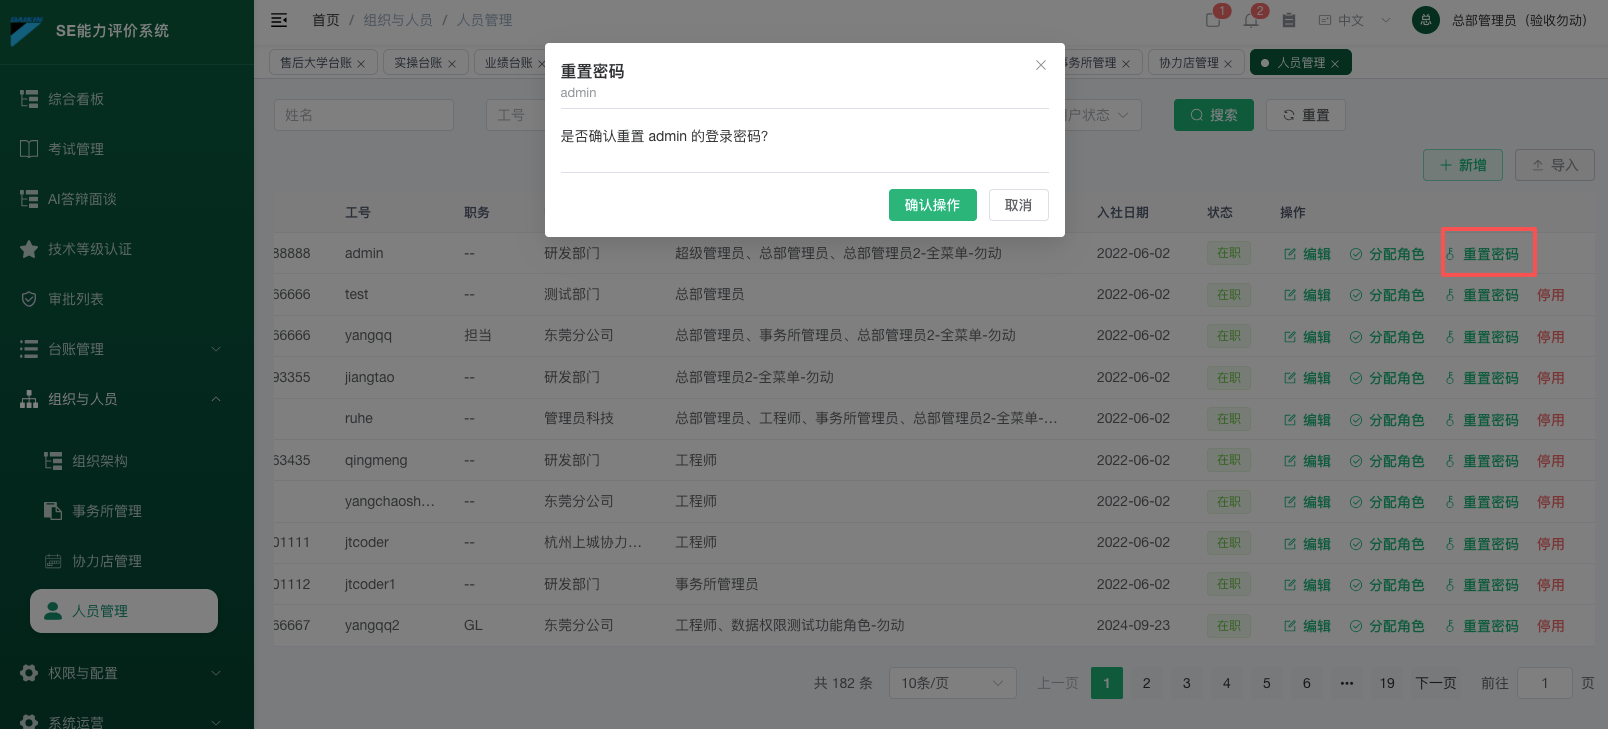 DAIKIN SE能力评价系统
首页 / 组织与人员 / 人员管理
1 2 中文 总 总部管理员（验收勿动）
售后大学台账 实操台账 业绩台账 事务所管理 协力店管理 人员管理
综合看板
考试管理
AI答辩面谈
技术等级认证
审批列表
台账管理
组织与人员
组织架构
事务所管理
协力店管理
人员管理
权限与配置
系统运营
重置密码
admin
是否确认重置 admin 的登录密码?
确认操作 取消
姓名 工号 户状态 搜索 重置
新增 导入
工号 职务 入社日期 状态 操作
88888 admin -- 研发部门 超级管理员、总部管理员、总部管理员2-全菜单-勿动 2022-06-02 在职 编辑 分配角色 重置密码
66666 test -- 测试部门 总部管理员 2022-06-02 在职 编辑 分配角色 重置密码 停用
66666 yangqq 担当 东莞分公司 总部管理员、事务所管理员、总部管理员2-全菜单-勿动 2022-06-02 在职 编辑 分配角色 重置密码 停用
93355 jiangtao -- 研发部门 总部管理员2-全菜单-勿动 2022-06-02 在职 编辑 分配角色 重置密码 停用
ruhe -- 管理员科技 总部管理员、工程师、事务所管理员、总部管理员2-全菜单-... 2022-06-02 在职 编辑 分配角色 重置密码 停用
63435 qingmeng -- 研发部门 工程师 2022-06-02 在职 编辑 分配角色 重置密码 停用
yangchaosh... -- 东莞分公司 工程师 2022-06-02 在职 编辑 分配角色 重置密码 停用
01111 jtcoder -- 杭州上城协力... 工程师 2022-06-02 在职 编辑 分配角色 重置密码 停用
01112 jtcoder1 -- 研发部门 事务所管理员 2022-06-02 在职 编辑 分配角色 重置密码 停用
66667 yangqq2 GL 东莞分公司 工程师、数据权限测试功能角色-勿动 2024-09-23 在职 编辑 分配角色 重置密码 停用
共 182 条 10条/页 上一页 1 2 3 4 5 6 ••• 19 下一页 前往 1 页